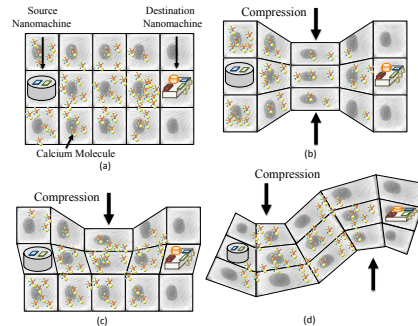 Source
Nanomachine
Destination
Nanomachine
Calcium Molecule
(a)
Compression
(b)
Compression
(c)
Compression
(d)